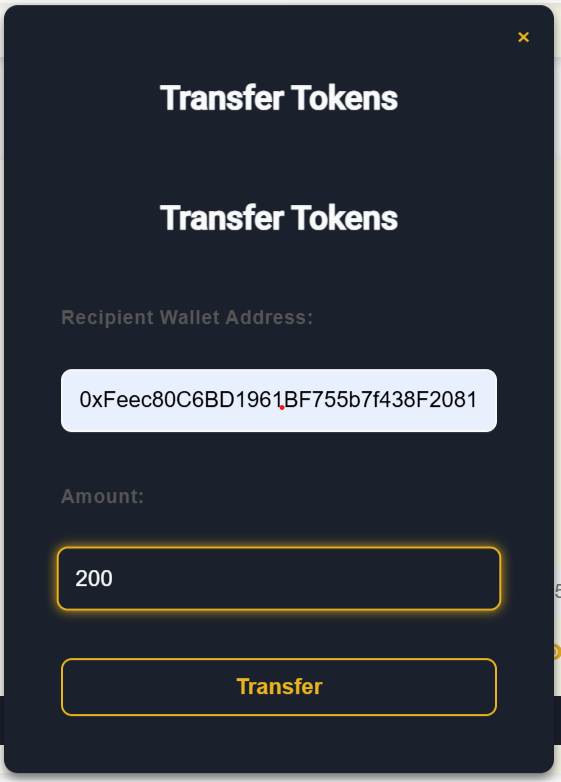 ×
Transfer Tokens
Transfer Tokens
Recipient Wallet Address:
0xFeec80C6BD1961BF755b7f438F2081
Amount:
200
Transfer